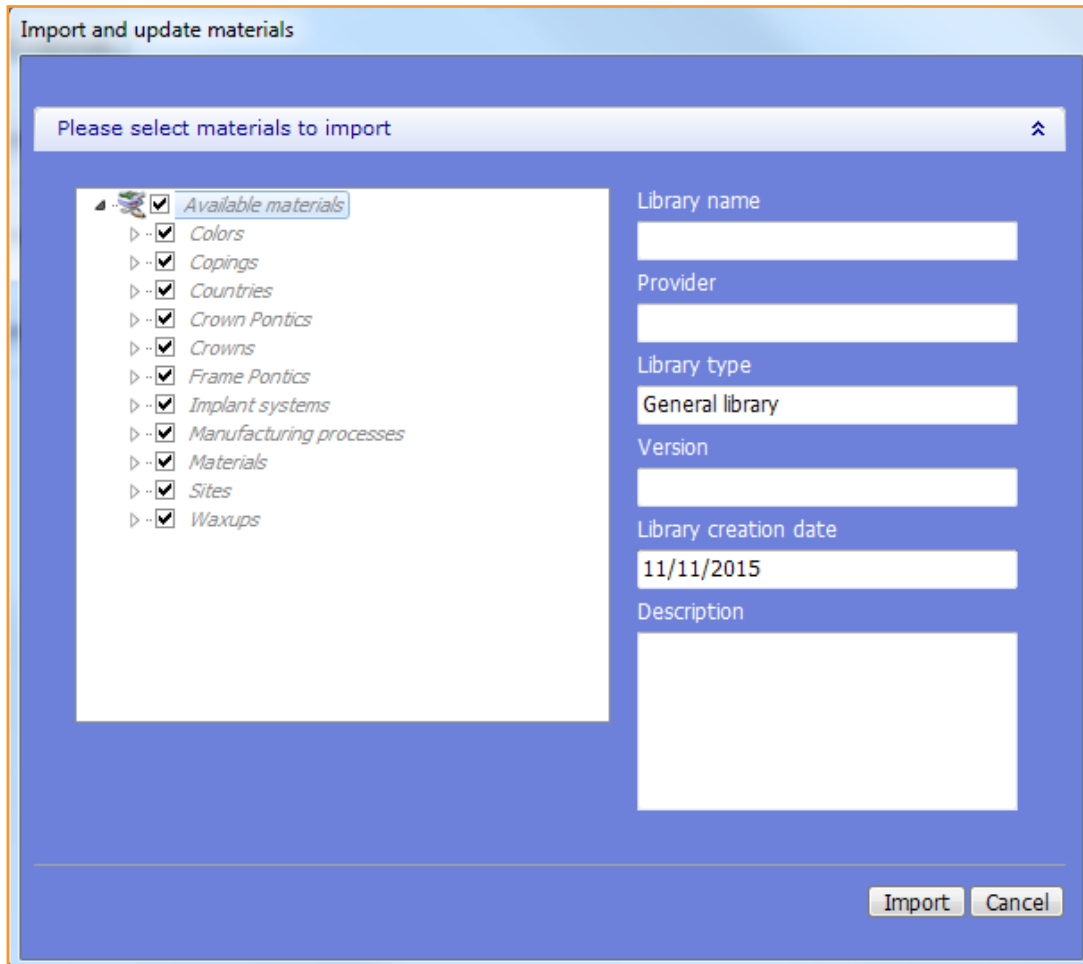 Import and update materials
Please select materials to import
Available materials
Colors
Copings
Countries
Crown Pontics
Crowns
Frame Pontics
Implant systems
Manufacturing processes
Materials
Sites
Waxups
Library name
Provider
Library type
General library
Version
Library creation date
11/11/2015
Description
Import
Cancel